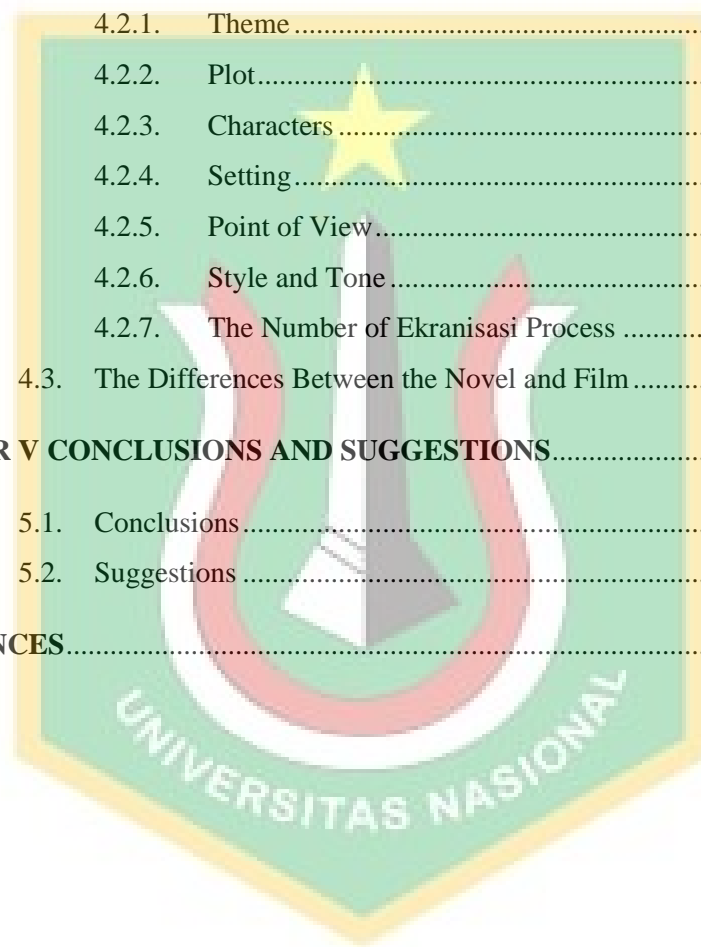 4.2.1. Theme
4.2.2. Plot
4.2.3. Characters
4.2.4. Setting
4.2.5. Point of View
4.2.6. Style and Tone
4.2.7. The Number of Ekranisasi Process
4.3. The Differences Between the Novel and Film
R V CONCLUSIONS AND SUGGESTIONS
5.1. Conclusions
5.2. Suggestions
NCES
UNIVERSITAS NASIONAL